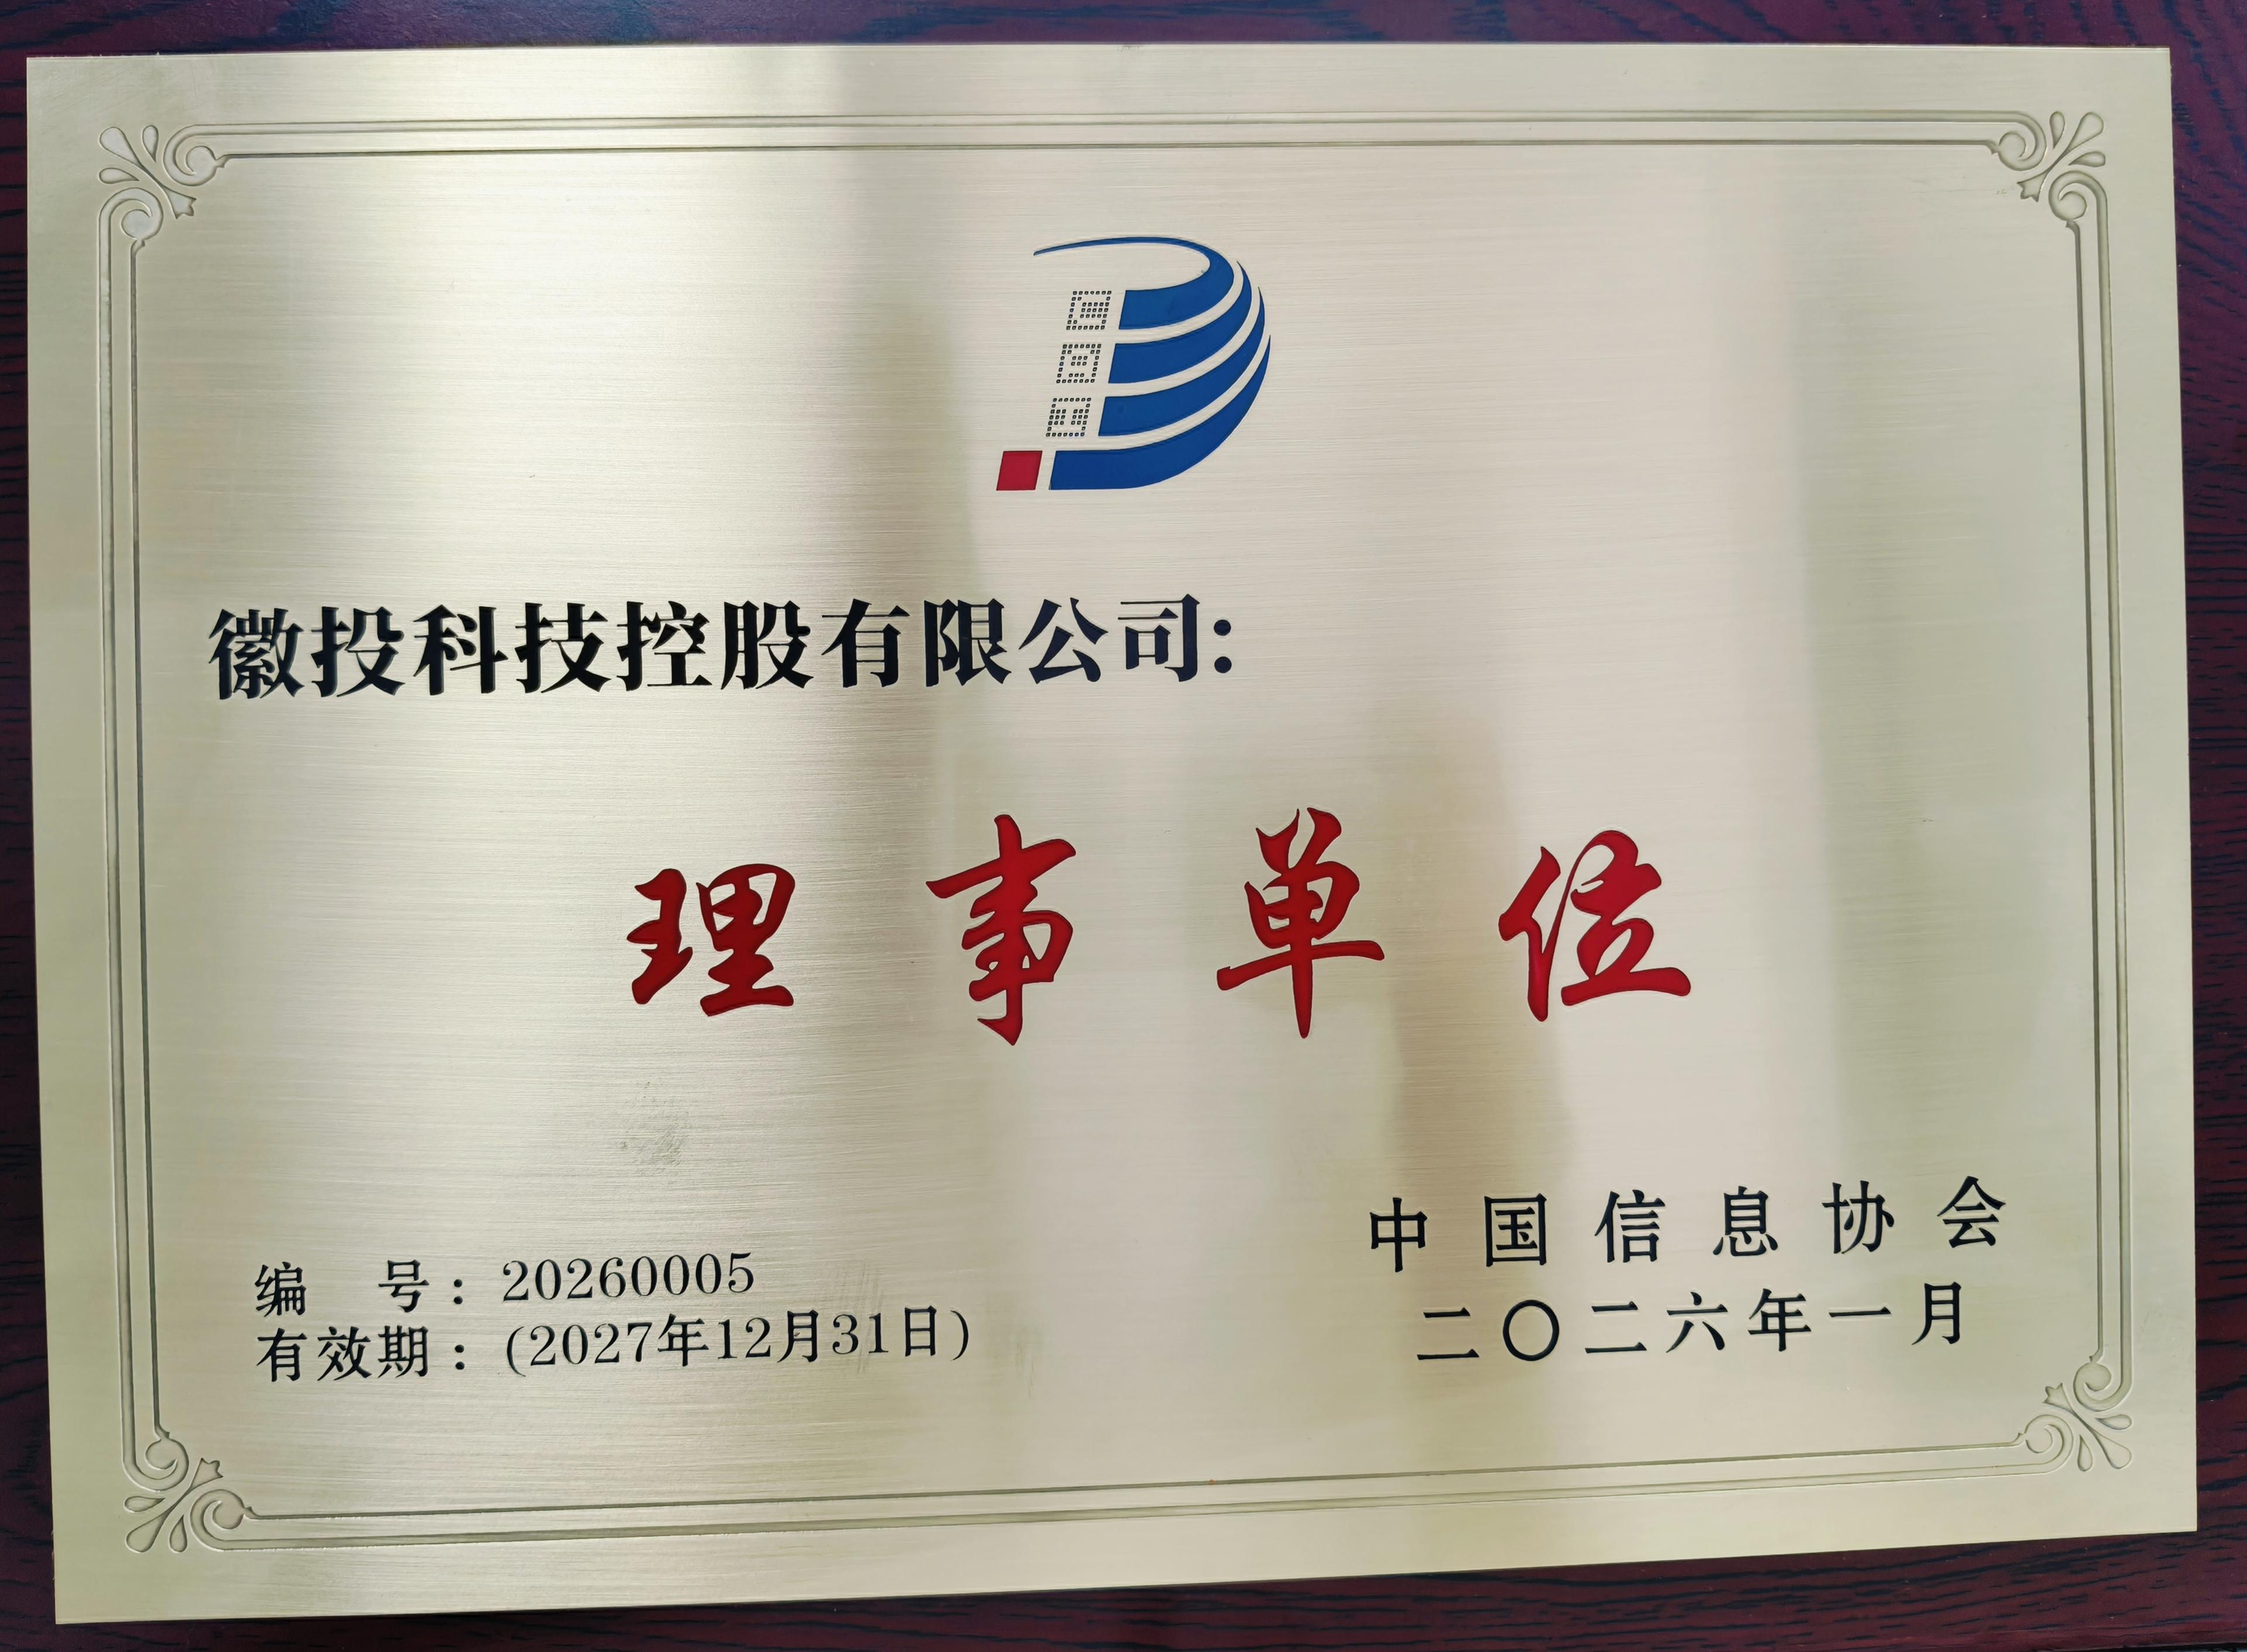 徽投科技控股有限公司：
理事单位
编 号：20260005
有效期：(2027年12月31日)
中国信息协会
二〇二六年一月